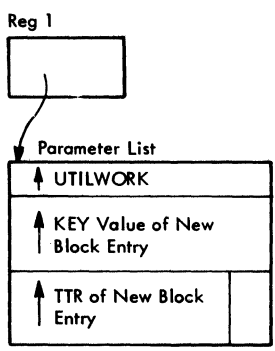 Reg 1
Parameter List
UTILWORK
KEY Value of New
Block Entry
TTR of New Block
Entry